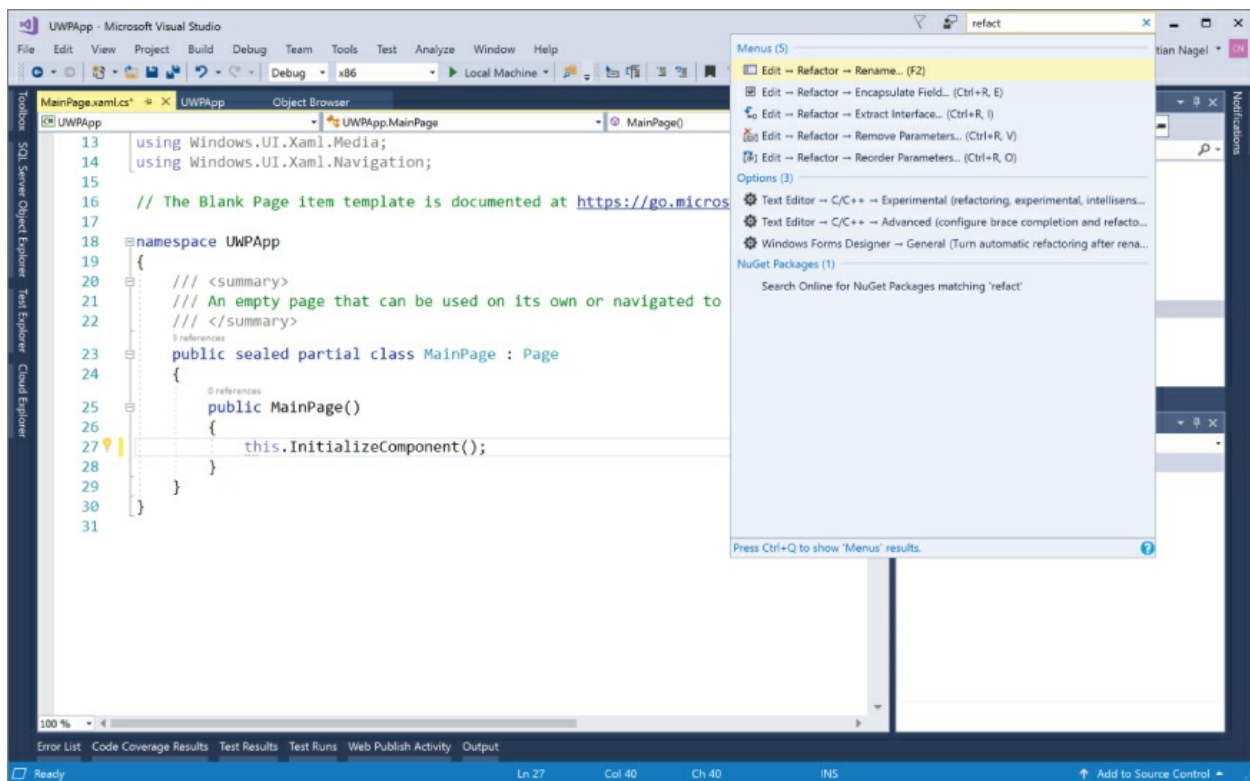 UWPApp - Microsoft Visual Studio
refact
File Edit View Project Build Debug Team Tools Test Analyze Window Help
tian Nagel
CN
Debug x86 Local Machine
Toolbox
SQL Server Object Explorer
Test Explorer
Cloud Explorer
MainPage.xaml.cs* UWPApp Object Browser
UWPApp UWPApp.MainPage MainPage()
13 using Windows.UI.Xaml.Media;
14 using Windows.UI.Xaml.Navigation;
15
16 // The Blank Page item template is documented at https://go.micros
17
18 namespace UWPApp
19 {
20 /// <summary>
21 /// An empty page that can be used on its own or navigated to
22 /// </summary>
3 references
23 public sealed partial class MainPage : Page
24 {
0 references
25 public MainPage()
26 {
27 this.InitializeComponent();
28 }
29 }
30 }
31
Menus (5)
Edit → Refactor → Rename... (F2)
Edit → Refactor → Encapsulate Field... (Ctrl+R, E)
Edit → Refactor → Extract Interface... (Ctrl+R, I)
Edit → Refactor → Remove Parameters... (Ctrl+R, V)
Edit → Refactor → Reorder Parameters... (Ctrl+R, O)
Options (3)
Text Editor → C/C++ → Experimental (refactoring, experimental, intellisens...
Text Editor → C/C++ → Advanced (configure brace completion and refacto...
Windows Forms Designer → General (Turn automatic refactoring after rena...
NuGet Packages (1)
Search Online for NuGet Packages matching 'refact'
Press Ctrl+Q to show 'Menus' results.
Notifications
100 %
Error List Code Coverage Results Test Results Test Runs Web Publish Activity Output
Ready Ln 27 Col 40 Ch 40 INS Add to Source Control